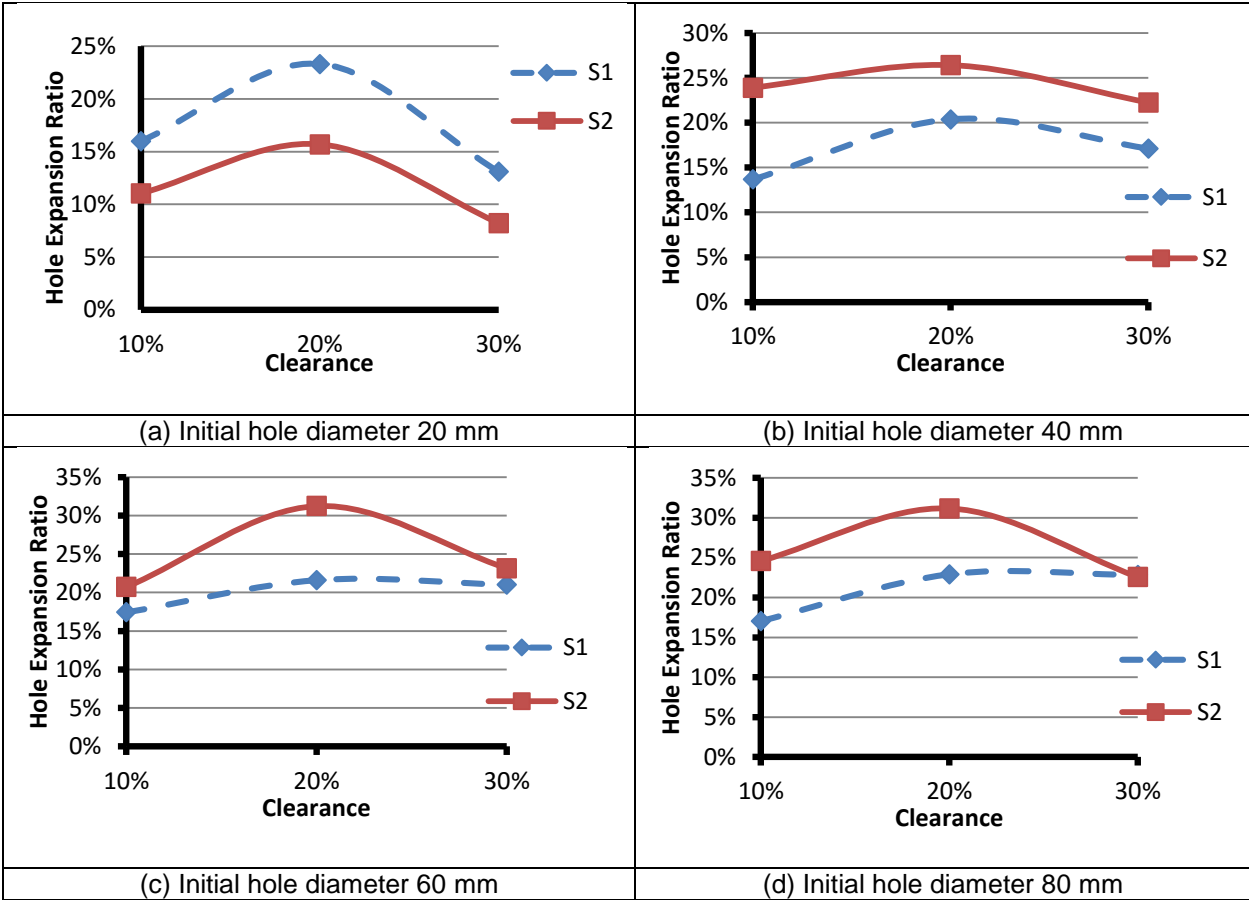 25%
20%
15%
10%
5%
0%
Hole Expansion Ratio
10%
20%
30%
Clearance
S1
S2
(a) Initial hole diameter 20 mm
30%
25%
20%
15%
10%
5%
0%
Hole Expansion Ratio
10%
20%
30%
Clearance
S1
S2
(b) Initial hole diameter 40 mm
35%
30%
25%
20%
15%
10%
5%
0%
Hole Expansion Ratio
10%
20%
30%
Clearance
S1
S2
(c) Initial hole diameter 60 mm
35%
30%
25%
20%
15%
10%
5%
0%
Hole Expansion Ratio
10%
20%
30%
Clearance
S1
S2
(d) Initial hole diameter 80 mm